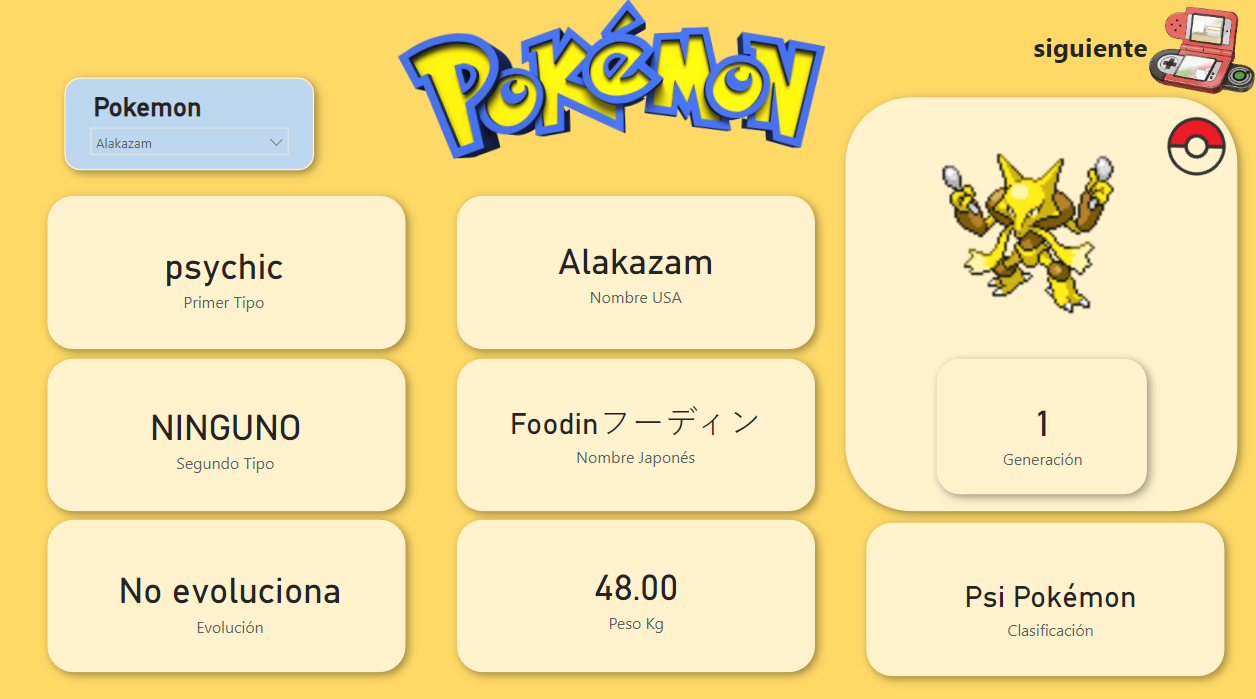 POKéMON
siguiente
Pokemon
Alakazam
psychic
Primer Tipo
Alakazam
Nombre USA
NINGUNO
Segundo Tipo
Foodinフーディン
Nombre Japonés
1
Generación
No evoluciona
Evolución
48.00
Peso Kg
Psi Pokémon
Clasificación